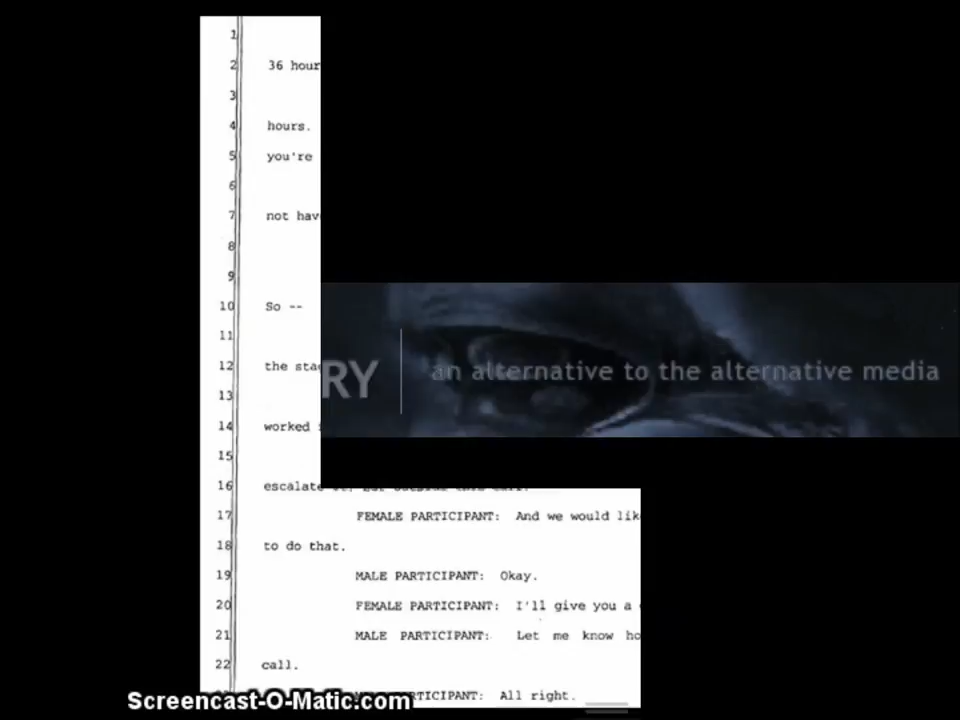 1
2 36 hour
3
4 hours.
5 you're
6
7 not hav
8
9
10 So --
11
12 the sta
13
14 worked
15
16 escalate
17 FEMALE PARTICIPANT: And we would lik
18 to do that.
19 MALE PARTICIPANT: Okay.
20 FEMALE PARTICIPANT: I'll give you a
21 MALE PARTICIPANT: Let me know ho
22 call.
PARTICIPANT: All right.
RY | an alternative to the alternative media
Screencast-O-Matic.com